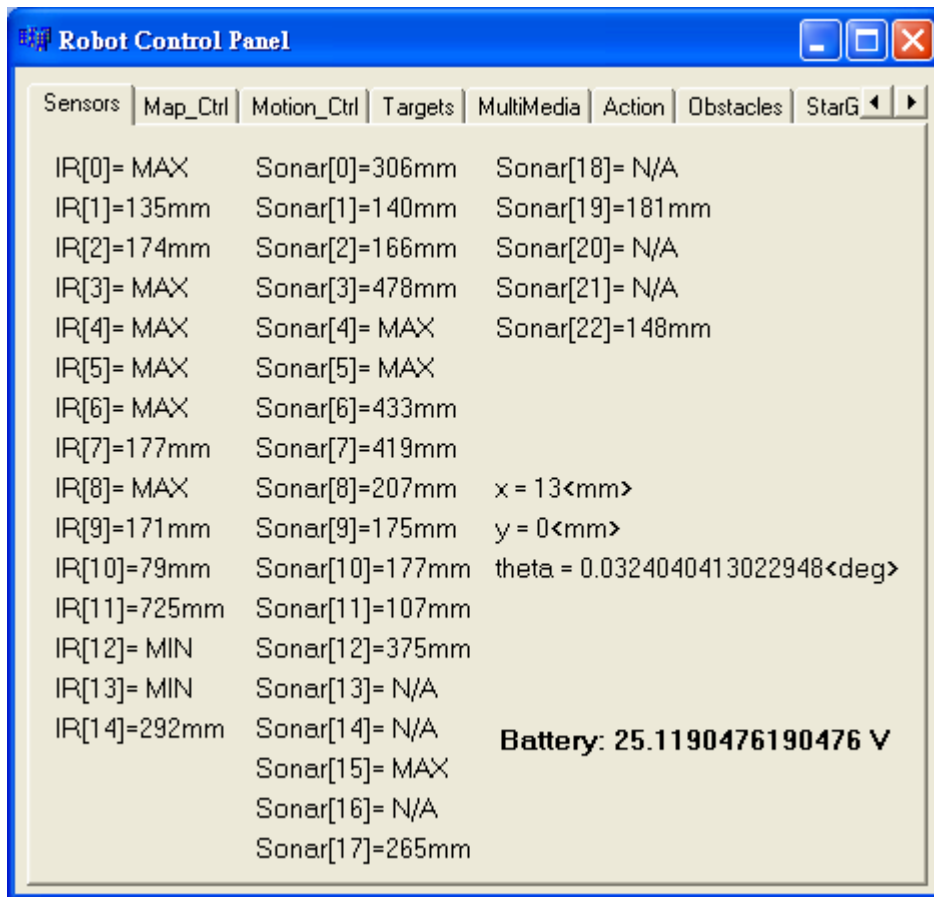 Robot Control Panel
Sensors Map_Ctrl Motion_Ctrl Targets MultiMedia Action Obstacles StarG
IR[0]= MAX
IR[1]=135mm
IR[2]=174mm
IR[3]= MAX
IR[4]= MAX
IR[5]= MAX
IR[6]= MAX
IR[7]=177mm
IR[8]= MAX
IR[9]=171mm
IR[10]=79mm
IR[11]=725mm
IR[12]= MIN
IR[13]= MIN
IR[14]=292mm
Sonar[0]=306mm
Sonar[1]=140mm
Sonar[2]=166mm
Sonar[3]=478mm
Sonar[4]= MAX
Sonar[5]= MAX
Sonar[6]=433mm
Sonar[7]=419mm
Sonar[8]=207mm
Sonar[9]=175mm
Sonar[10]=177mm
Sonar[11]=107mm
Sonar[12]=375mm
Sonar[13]= N/A
Sonar[14]= N/A
Sonar[15]= MAX
Sonar[16]= N/A
Sonar[17]=265mm
Sonar[18]= N/A
Sonar[19]=181mm
Sonar[20]= N/A
Sonar[21]= N/A
Sonar[22]=148mm
x = 13<mm>
y = 0<mm>
theta = 0.0324040413022948<deg>
Battery: 25.1190476190476 V